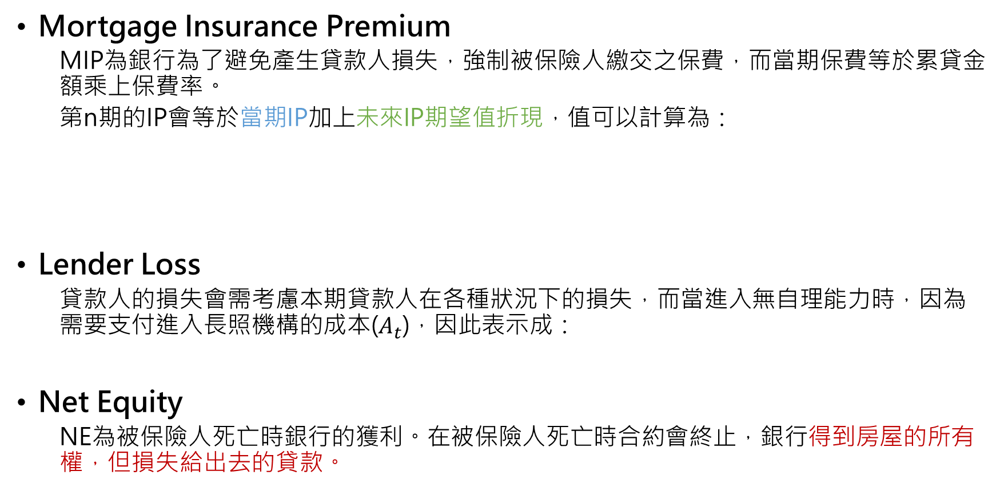 • Mortgage Insurance Premium
MIP為銀行為了避免產生貸款人損失，強制被保險人繳交之保費，而當期保費等於累貸金
額乘上保費率。
第n期的IP會等於當期IP加上未來IP期望值折現，值可以計算為：
• Lender Loss
貸款人的損失會需考慮本期貸款人在各種狀況下的損失，而當進入無自理能力時，因為
需要支付進入長照機構的成本(𝐴ₜ)，因此表示成：
• Net Equity
NE為被保險人死亡時銀行的獲利。在被保險人死亡時合約會終止，銀行得到房屋的所有
權，但損失給出去的貸款。